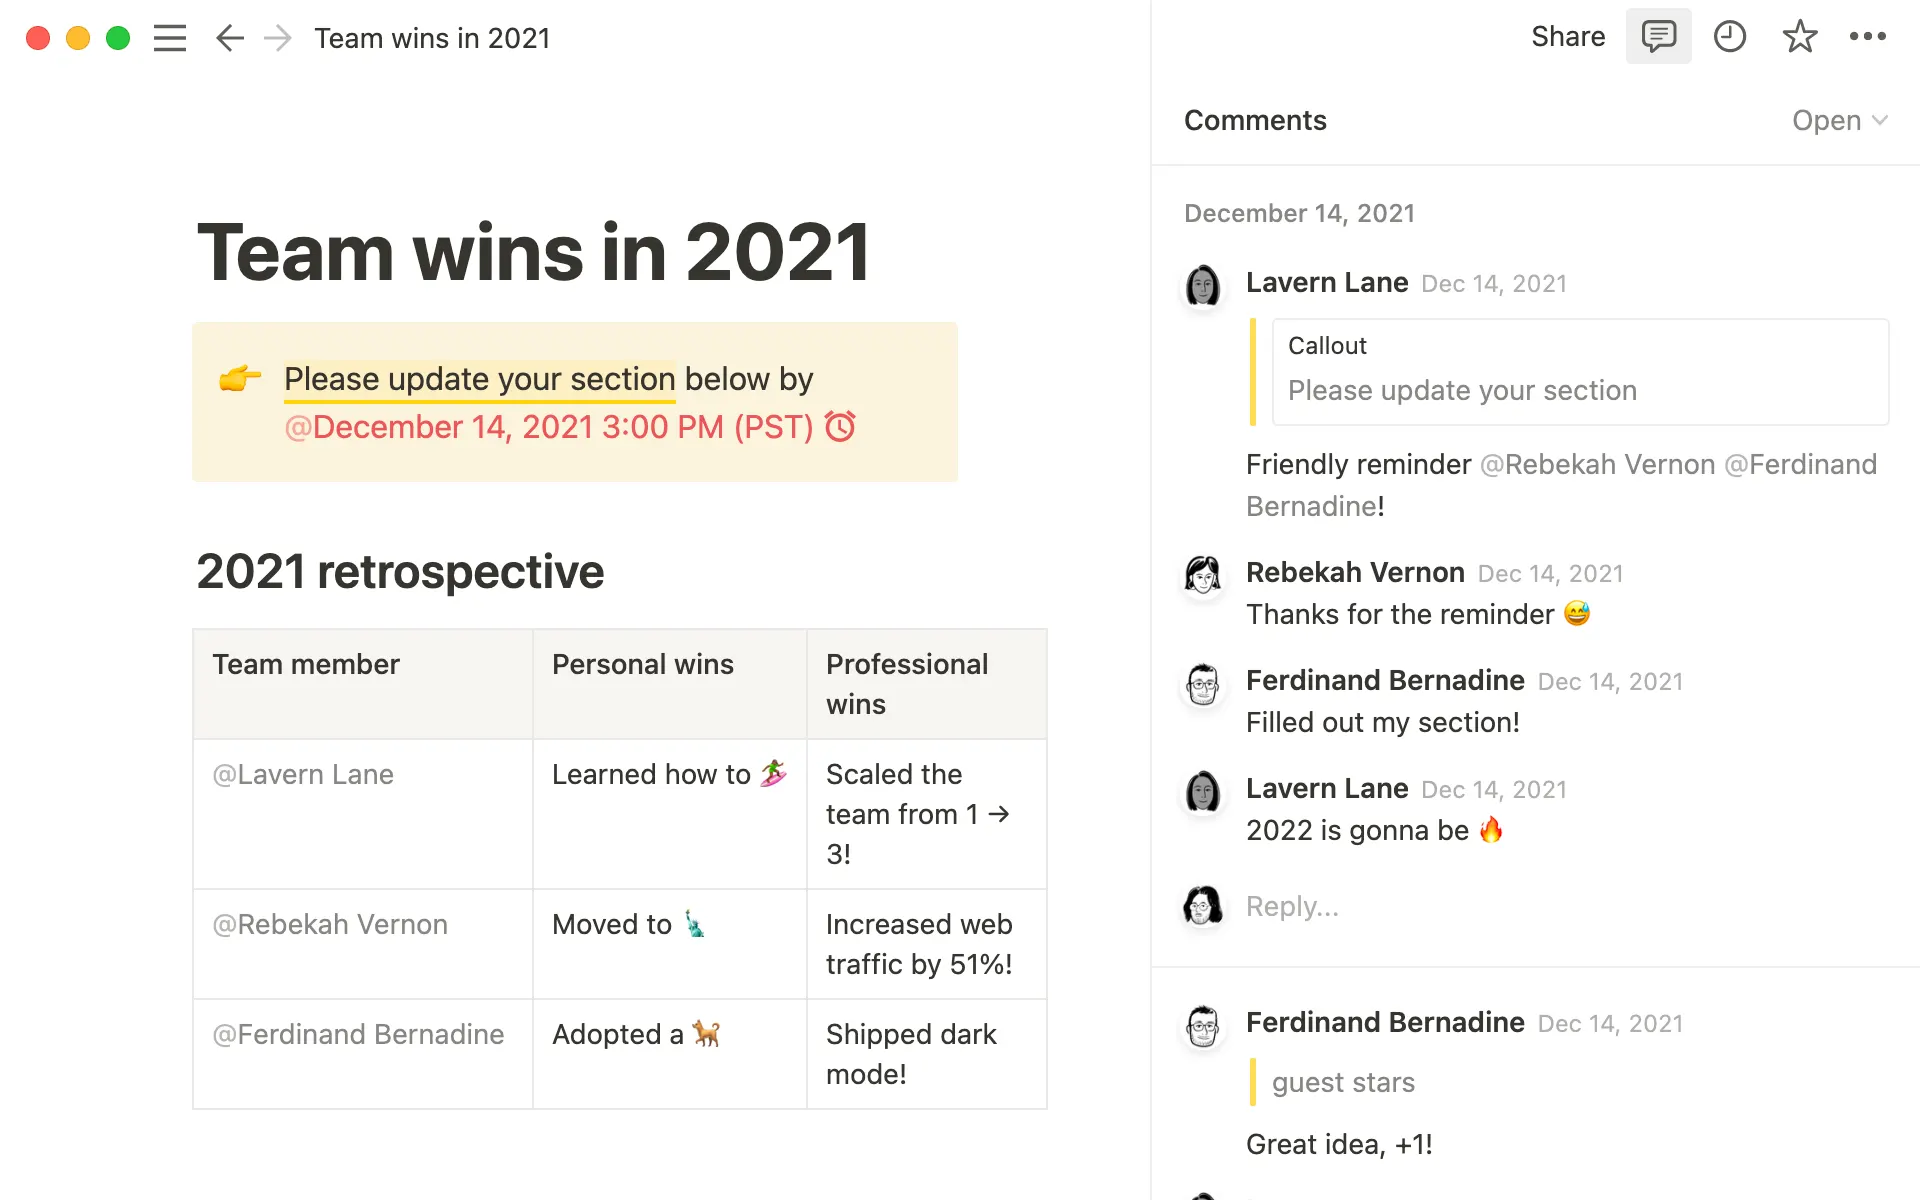 Team wins in 2021
Share
Comments
Open
Team wins in 2021
Please update your section below by
@December 14, 2021 3:00 PM (PST)
2021 retrospective
Team member
Personal wins
Professional
wins
@Lavern Lane
Learned how to
Scaled the
team from 1 →
3!
@Rebekah Vernon
Moved to
Increased web
traffic by 51%!
@Ferdinand Bernadine
Adopted a
Shipped dark
mode!
December 14, 2021
Lavern Lane Dec 14, 2021
Callout
Please update your section
Friendly reminder @Rebekah Vernon @Ferdinand
Bernadine!
Rebekah Vernon Dec 14, 2021
Thanks for the reminder 😅
Ferdinand Bernadine Dec 14, 2021
Filled out my section!
Lavern Lane Dec 14, 2021
2022 is gonna be 🔥
Reply...
Ferdinand Bernadine Dec 14, 2021
guest stars
Great idea, +1!